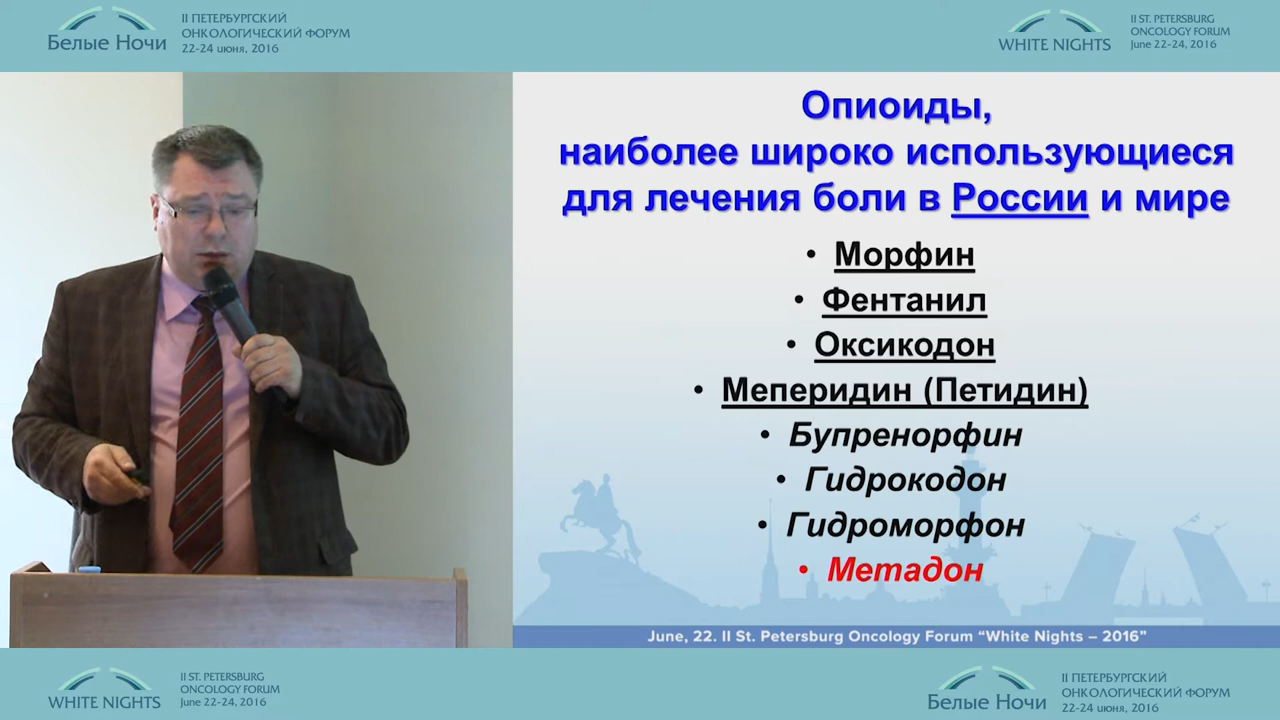 Белые Ночи
II ПЕТЕРБУРГСКИЙ
ОНКОЛОГИЧЕСКИЙ ФОРУМ
22-24 июня, 2016
WHITE NIGHTS
II ST. PETERSBURG
ONCOLOGY FORUM
June 22-24, 2016
Опиоиды,
наиболее широко использующиеся
для лечения боли в России и мире
• Морфин
• Фентанил
• Оксикодон
• Меперидин (Петидин)
• Бупренорфин
• Гидрокодон
• Гидроморфон
• Метадон
June, 22. II St. Petersburg Oncology Forum “White Nights – 2016”
WHITE NIGHTS
II ST. PETERSBURG
ONCOLOGY FORUM
June 22-24, 2016
Белые Ночи
II ПЕТЕРБУРГСКИЙ
ОНКОЛОГИЧЕСКИЙ ФОРУМ
22-24 июня, 2016